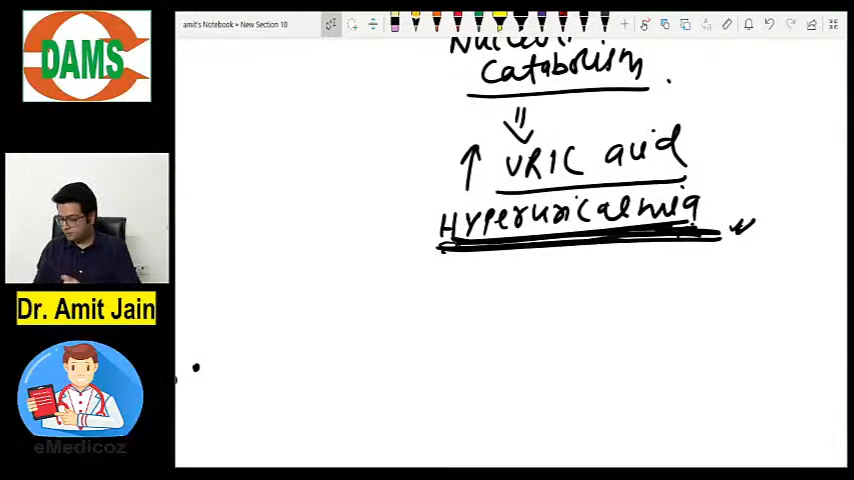 amit's Notebook > New Section 10
DAMS
Catabolism
↑ URIC acid
Hyperuricaemia
Dr. Amit Jain
eMedicoz